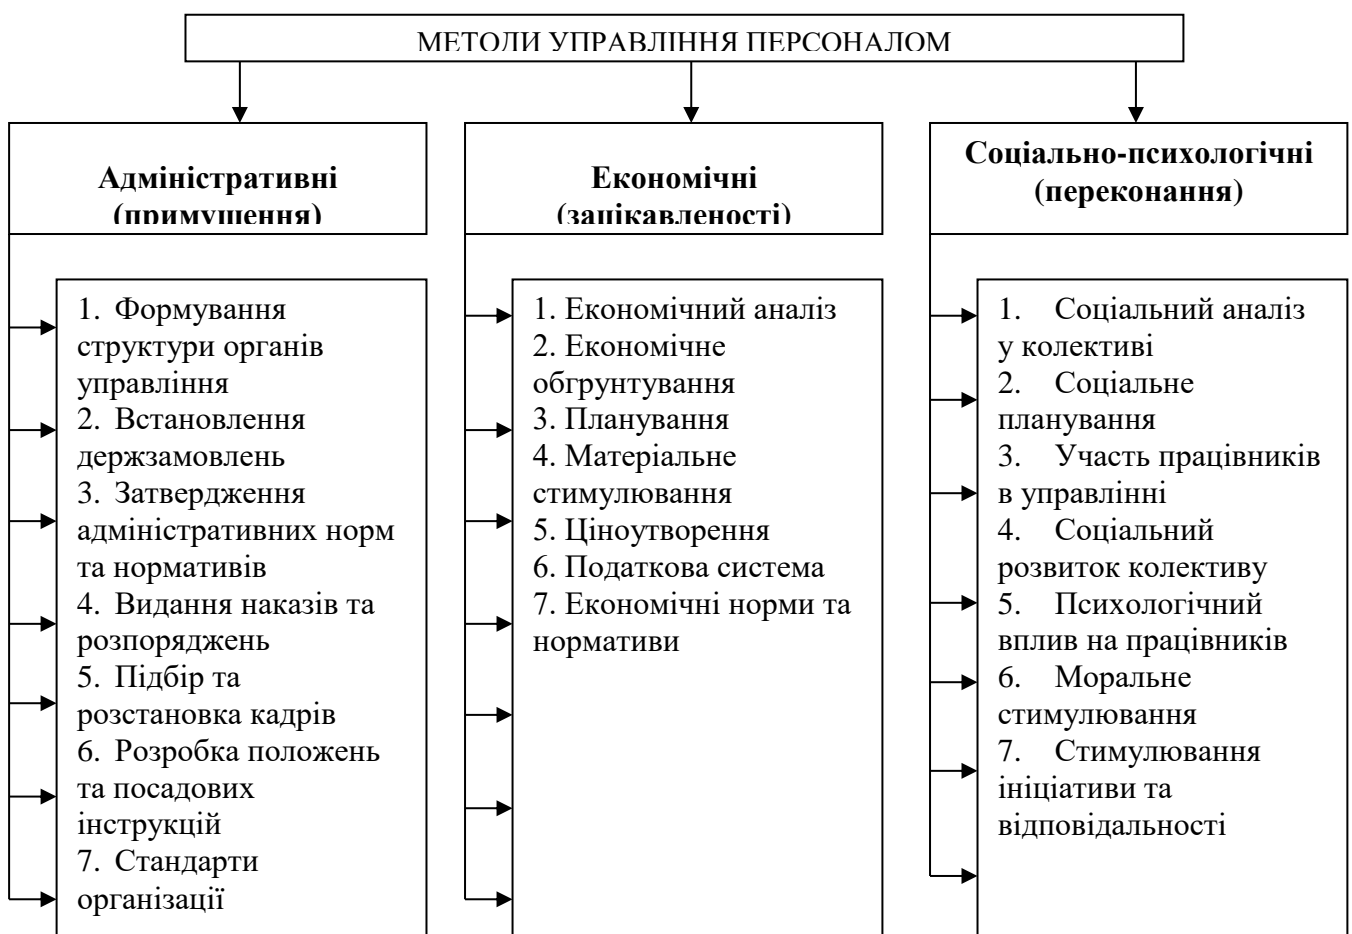 МЕТОДИ УПРАВЛІННЯ ПЕРСОНАЛОМ
Адміністративні
(примушення)
Економічні
(зацікавленості)
Соціально-психологічні
(переконання)
1. Формування
структури органів
управління
2. Встановлення
держзамовлень
3. Затвердження
адміністративних норм
та нормативів
4. Видання наказів та
розпоряджень
5. Підбір та
розстановка кадрів
6. Розробка положень
та посадових
інструкцій
7. Стандарти
організації
1. Економічний аналіз
2. Економічне
обгрунтування
3. Планування
4. Матеріальне
стимулювання
5. Ціноутворення
6. Податкова система
7. Економічні норми та
нормативи
1. Соціальний аналіз
у колективі
2. Соціальне
планування
3. Участь працівників
в управлінні
4. Соціальний
розвиток колективу
5. Психологічний
вплив на працівників
6. Моральне
стимулювання
7. Стимулювання
ініціативи та
відповідальності